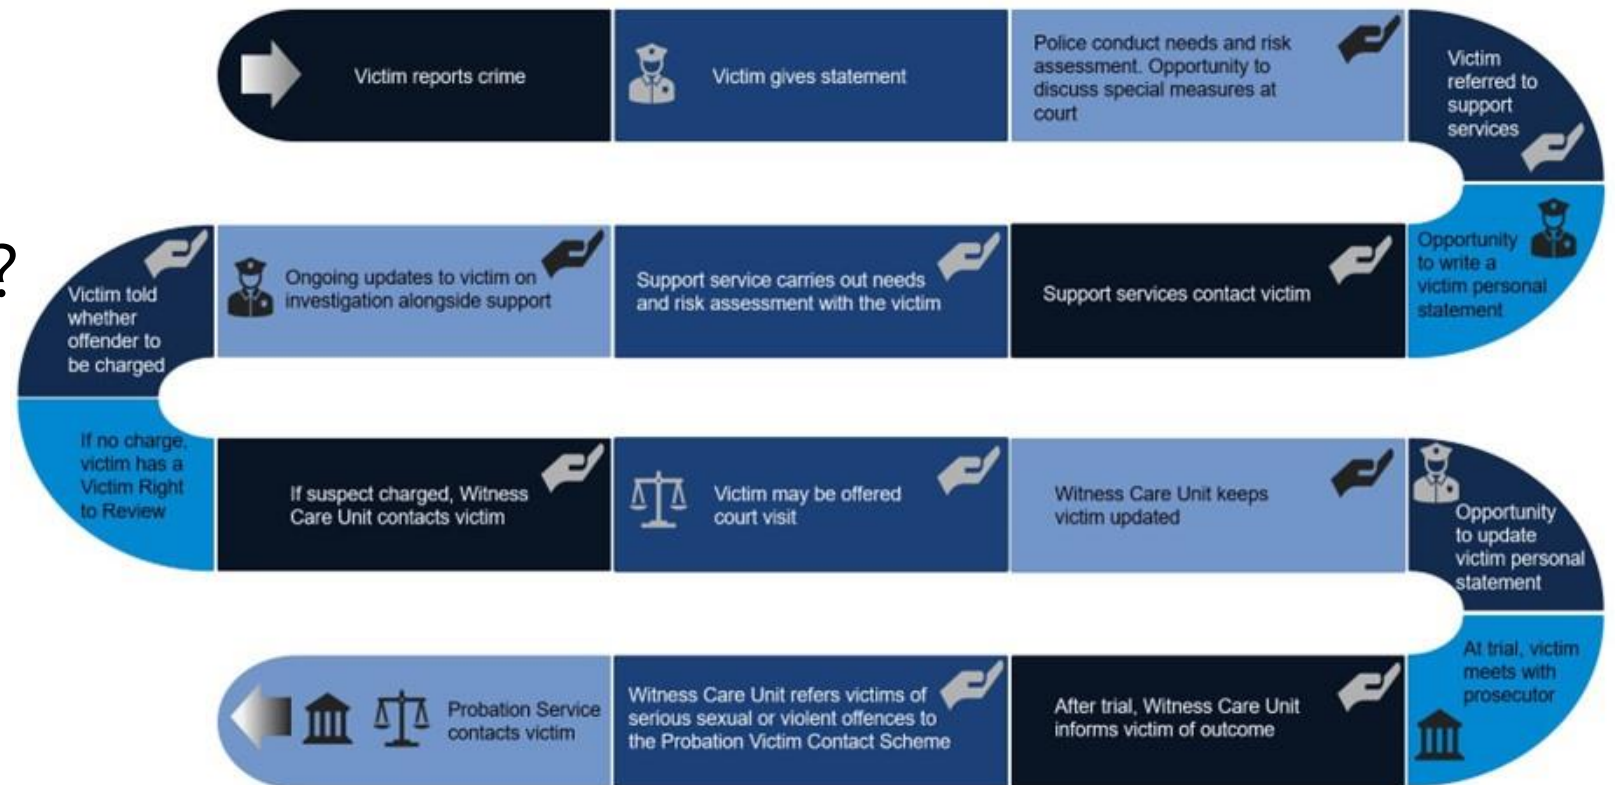 Victim reports crime
Victim gives statement
Police conduct needs and risk
assessment. Opportunity to
discuss special measures at
court
Victim
referred to
support
services
Opportunity
to write a
victim personal
statement
Support services contact victim
Support service carries out needs
and risk assessment with the victim
Ongoing updates to victim on
investigation alongside support
?
Victim told
whether
offender to
be charged
If no charge,
victim has a
Victim Right
to Review
If suspect charged, Witness
Care Unit contacts victim
Victim may be offered
court visit
Witness Care Unit keeps
victim updated
Opportunity
to update
victim personal
statement
At trial, victim
meets with
prosecutor
After trial, Witness Care Unit
informs victim of outcome
Witness Care Unit refers victims of
serious sexual or violent offences to
the Probation Victim Contact Scheme
Probation Service
contacts victim